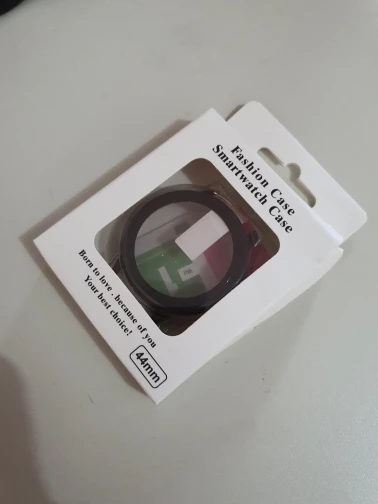 Fashion Case
Smartwatch Case
Born to love , because of you
Your best choice!
44mm